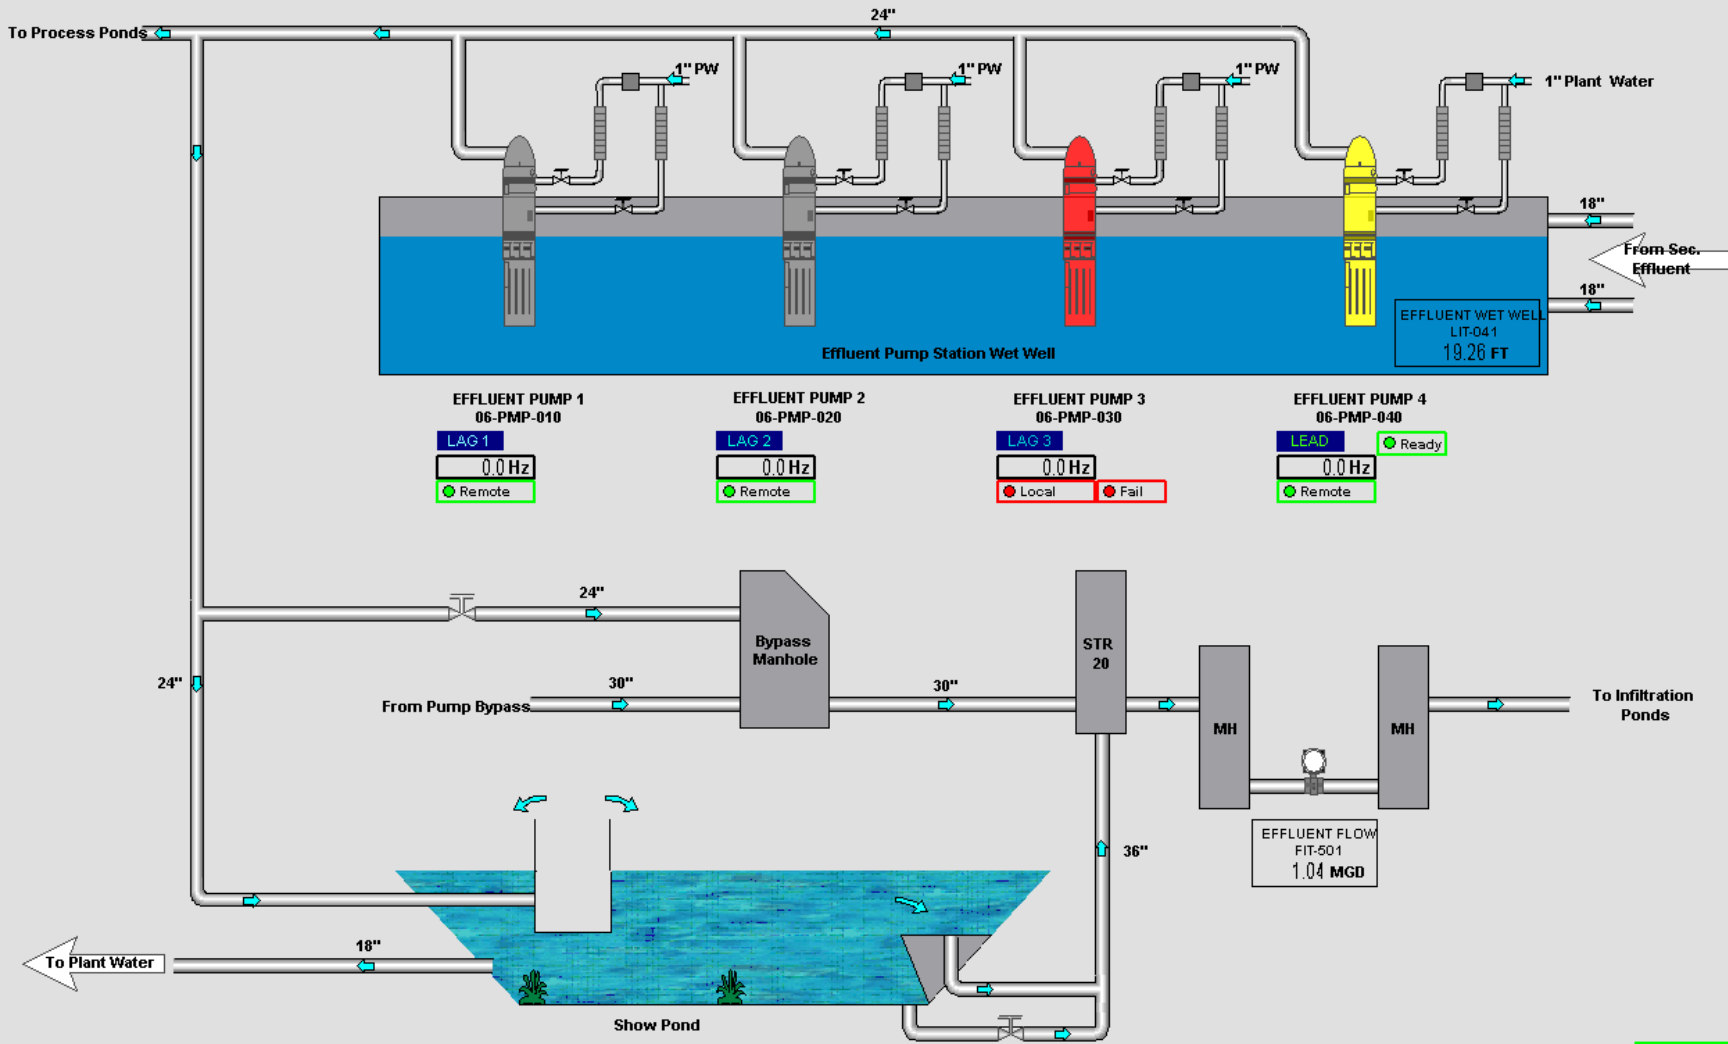 24"
To Process Ponds
1" PW
1" PW
1" PW
1" Plant Water
18"
From Sec.
Effluent
18"
EFFLUENT WET WELL
LIT-041
19.26 FT
Effluent Pump Station Wet Well
EFFLUENT PUMP 1
06-PMP-010
LAG 1
0.0 Hz
Remote
EFFLUENT PUMP 2
06-PMP-020
LAG 2
0.0 Hz
Remote
EFFLUENT PUMP 3
06-PMP-030
LAG 3
0.0 Hz
Local
Fail
EFFLUENT PUMP 4
06-PMP-040
LEAD
Ready
0.0 Hz
Remote
24"
Bypass
Manhole
STR
20
24"
30"
30"
From Pump Bypass
To Infiltration
Ponds
MH
MH
EFFLUENT FLOW
FIT-501
1.04 MGD
36"
18"
To Plant Water
Show Pond